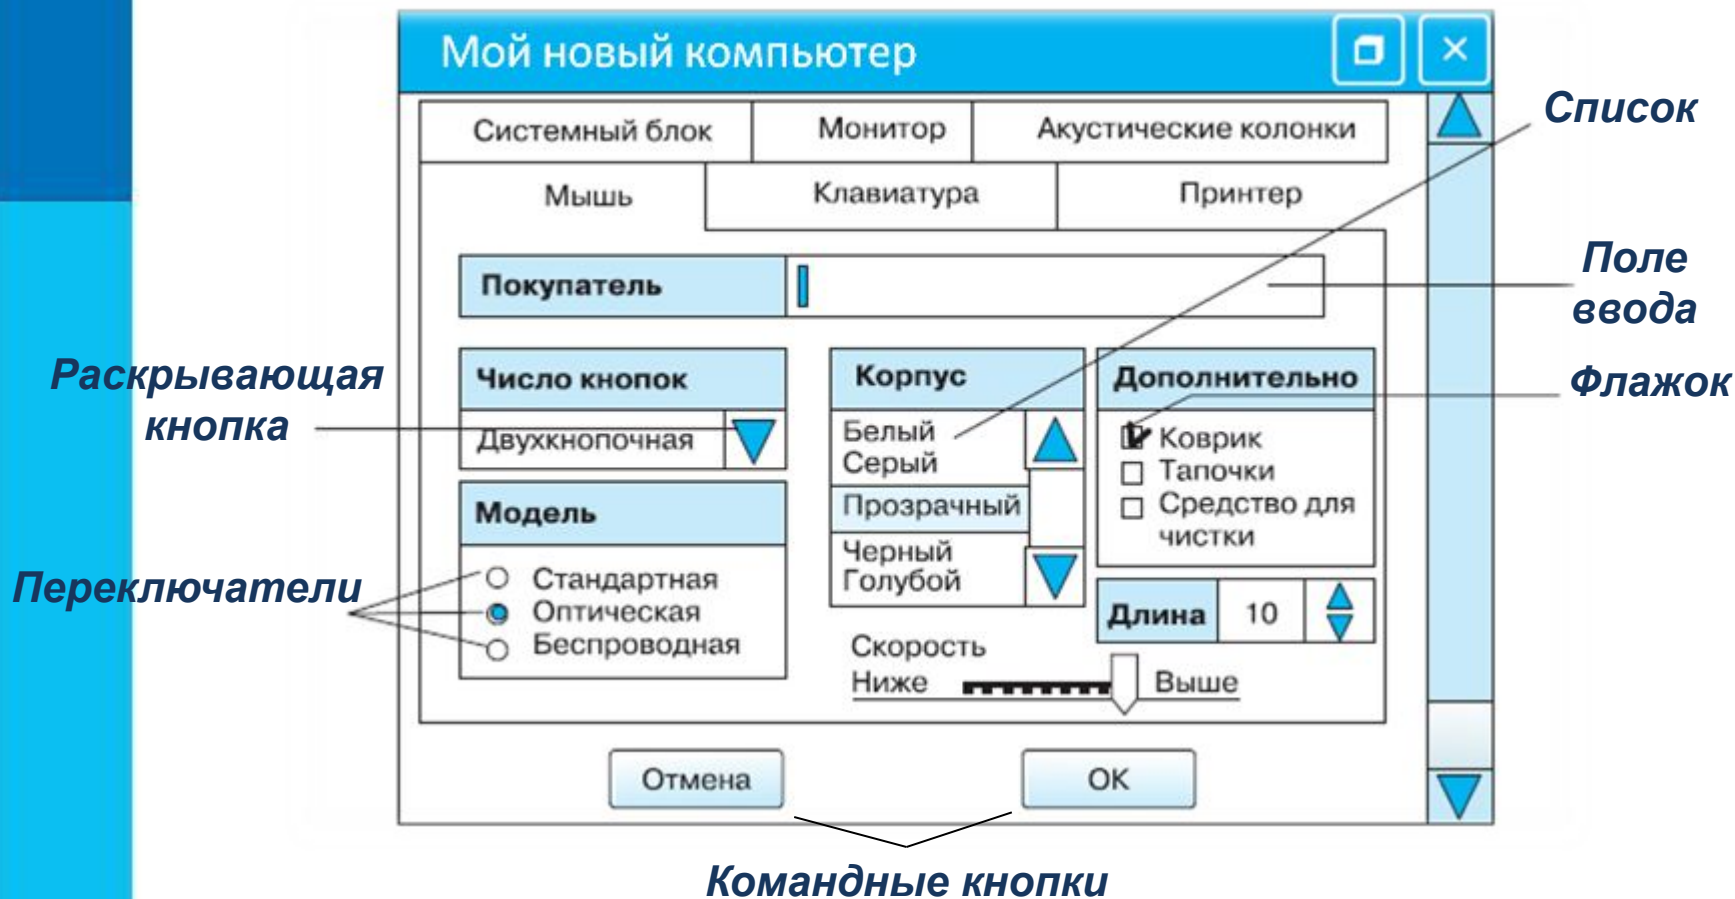 Мой новый компьютер
Системный блок
Монитор
Акустические колонки
Мышь
Клавиатура
Принтер
Список
Покупатель
Поле
ввода
Раскрывающая
кнопка
Число кнопок
Двухкнопочная
Корпус
Белый
Серый
Прозрачный
Черный
Голубой
Дополнительно
Коврик
Тапочки
Средство для
чистки
Флажок
Модель
Стандартная
Оптическая
Беспроводная
Переключатели
Длина
10
Скорость
Ниже
Выше
Отмена
ОК
Командные кнопки